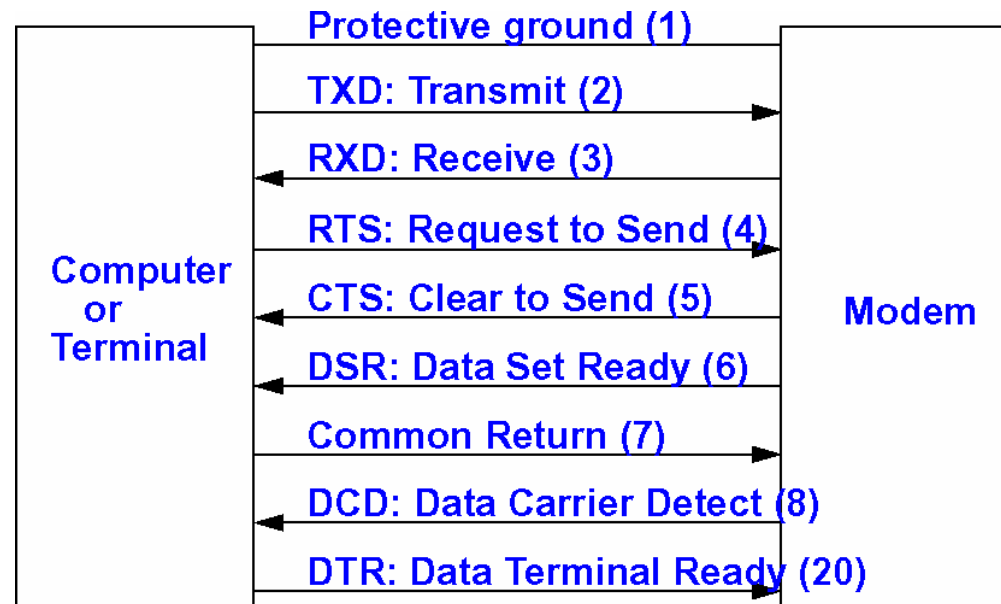 Protective ground (1)
TXD: Transmit (2)
RXD: Receive (3)
RTS: Request to Send (4)
CTS: Clear to Send (5)
DSR: Data Set Ready (6)
Common Return (7)
DCD: Data Carrier Detect (8)
DTR: Data Terminal Ready (20)
Computer
or
Terminal
Modem